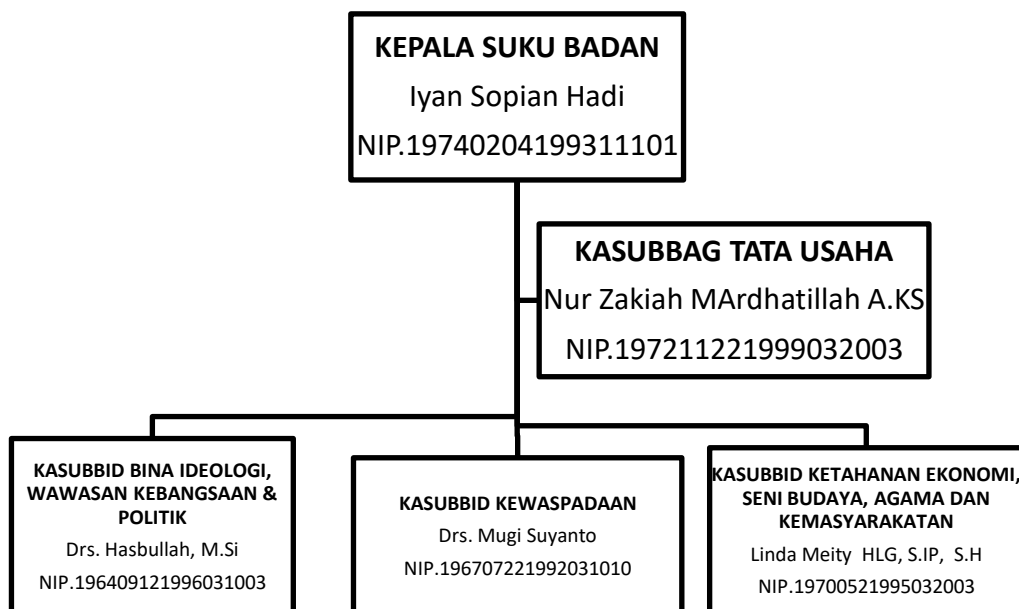 KEPALA SUKU BADAN
Iyan Sopian Hadi
NIP.19740204199311101
KASUBBAG TATA USAHA
Nur Zakiah MArdhatillah A.KS
NIP.197211221999032003
KASUBBID BINA IDEOLOGI,
WAWASAN KEBANGSAAN &
POLITIK
Drs. Hasbullah, M.Si
NIP.196409121996031003
KASUBBID KEWASPADAAN
Drs. Mugi Suyanto
NIP.196707221992031010
KASUBBID KETAHANAN EKONOMI,
SENI BUDAYA, AGAMA DAN
KEMASYARAKATAN
Linda Meity HLG, S.IP, S.H
NIP.19700521995032003